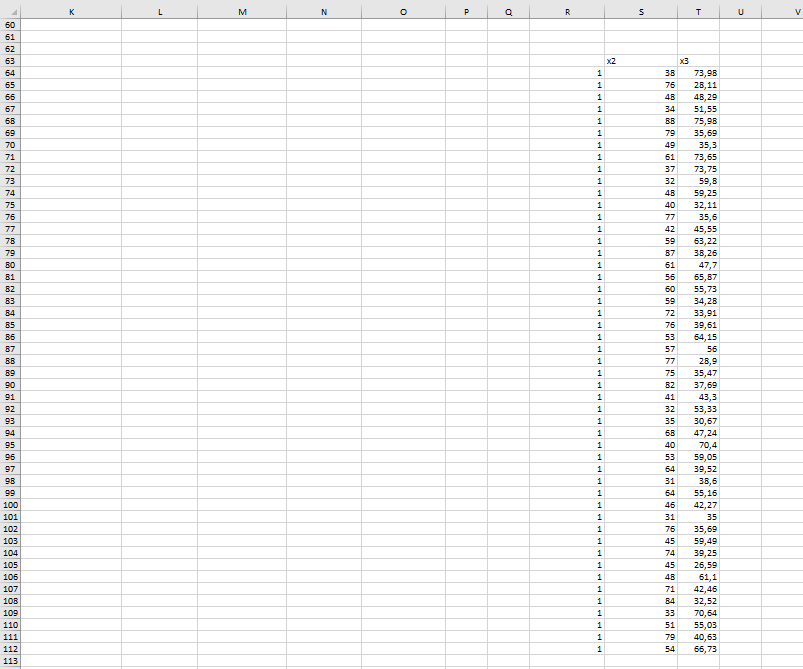 K L M N O P Q R S T U V
60
61
62
63 x2 x3
64 1 38 73,98
65 1 76 28,11
66 1 48 48,29
67 1 34 51,55
68 1 88 75,98
69 1 79 35,69
70 1 49 35,3
71 1 61 73,65
72 1 37 73,75
73 1 32 59,8
74 1 48 59,25
75 1 40 32,11
76 1 77 35,6
77 1 42 45,55
78 1 59 63,22
79 1 87 38,26
80 1 61 47,7
81 1 56 65,87
82 1 60 55,73
83 1 59 34,28
84 1 72 33,91
85 1 76 39,61
86 1 53 64,15
87 1 57 56
88 1 77 28,9
89 1 75 35,47
90 1 82 37,69
91 1 41 43,3
92 1 32 53,33
93 1 35 30,67
94 1 68 47,24
95 1 40 70,4
96 1 53 59,05
97 1 64 39,52
98 1 31 38,6
99 1 64 55,16
100 1 46 42,27
101 1 31 35
102 1 76 35,69
103 1 45 59,49
104 1 74 39,25
105 1 45 26,59
106 1 48 61,1
107 1 71 42,46
108 1 84 32,52
109 1 33 70,64
110 1 51 55,03
111 1 79 40,63
112 1 54 66,73
113